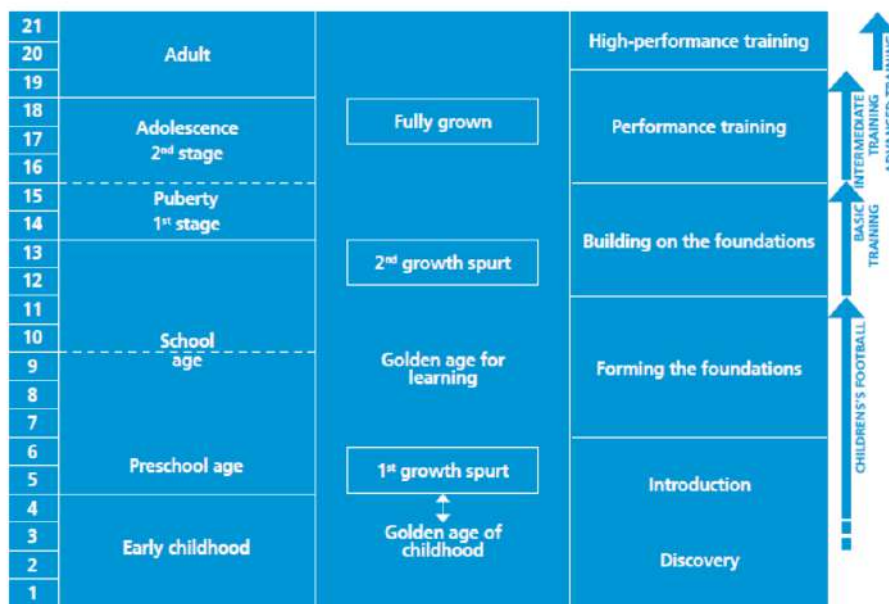 21
20
19
18
17
16
15
14
13
12
11
10
9
8
7
6
5
4
3
2
1
Adult
Adolescence
2nd stage
Puberty
1st stage
School
age
Preschool age
Early childhood
Fully grown
2nd growth spurt
Golden age for
learning
1st growth spurt
Golden age of
childhood
High-performance training
Performance training
Building on the foundations
Forming the foundations
Introduction
Discovery
INTERMEDIATE
TRAINING
BASIC
TRAINING
CHILDRENS'S FOOTBALL